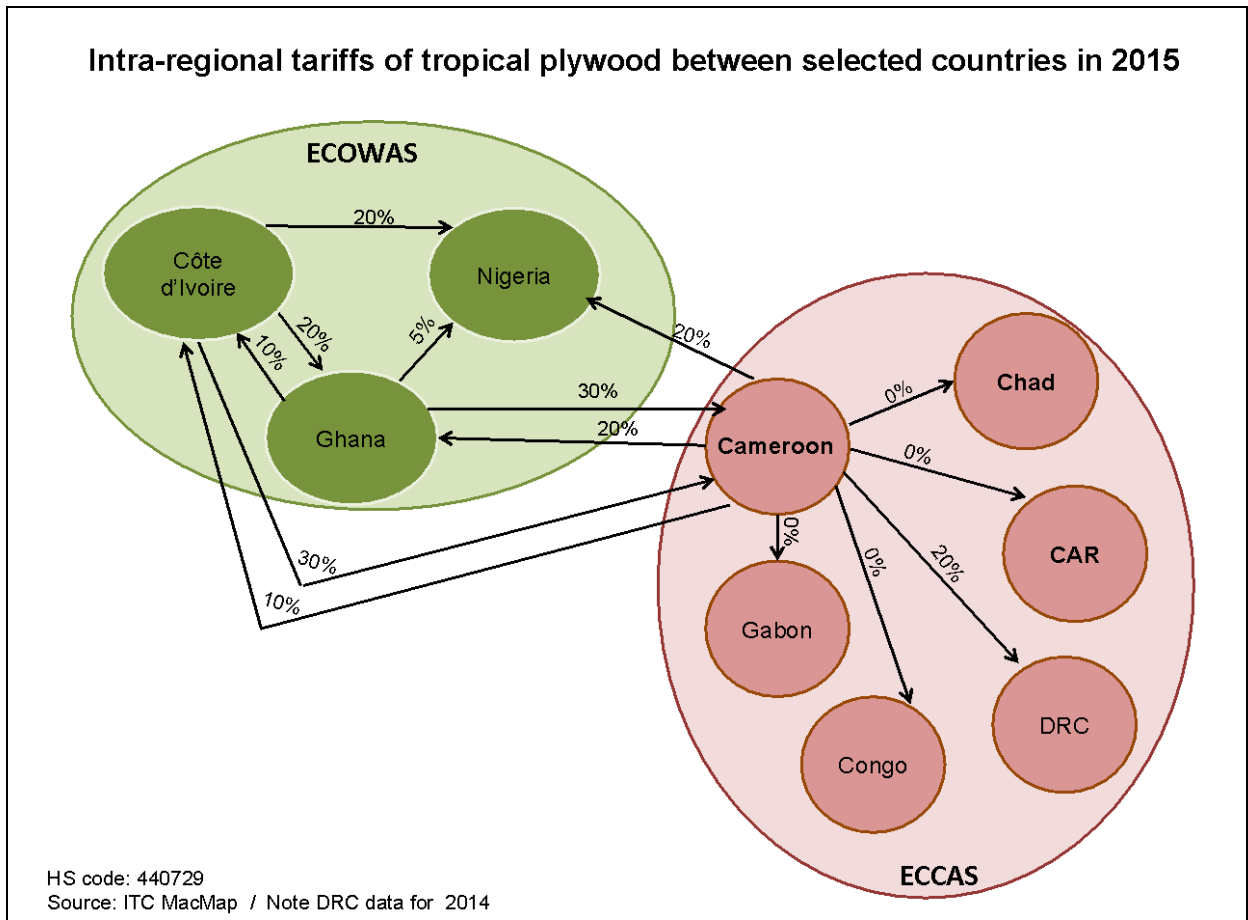 Intra-regional tariffs of tropical plywood between selected countries in 2015
ECOWAS
20%
Côte
d'Ivoire
Nigeria
20%
10%
5%
20%
Chad
0%
30%
Ghana
20%
Cameroon
0%
CAR
0%
0%
20%
30%
10%
Gabon
DRC
Congo
ECCAS
HS code: 440729
Source: ITC MacMap / Note DRC data for 2014